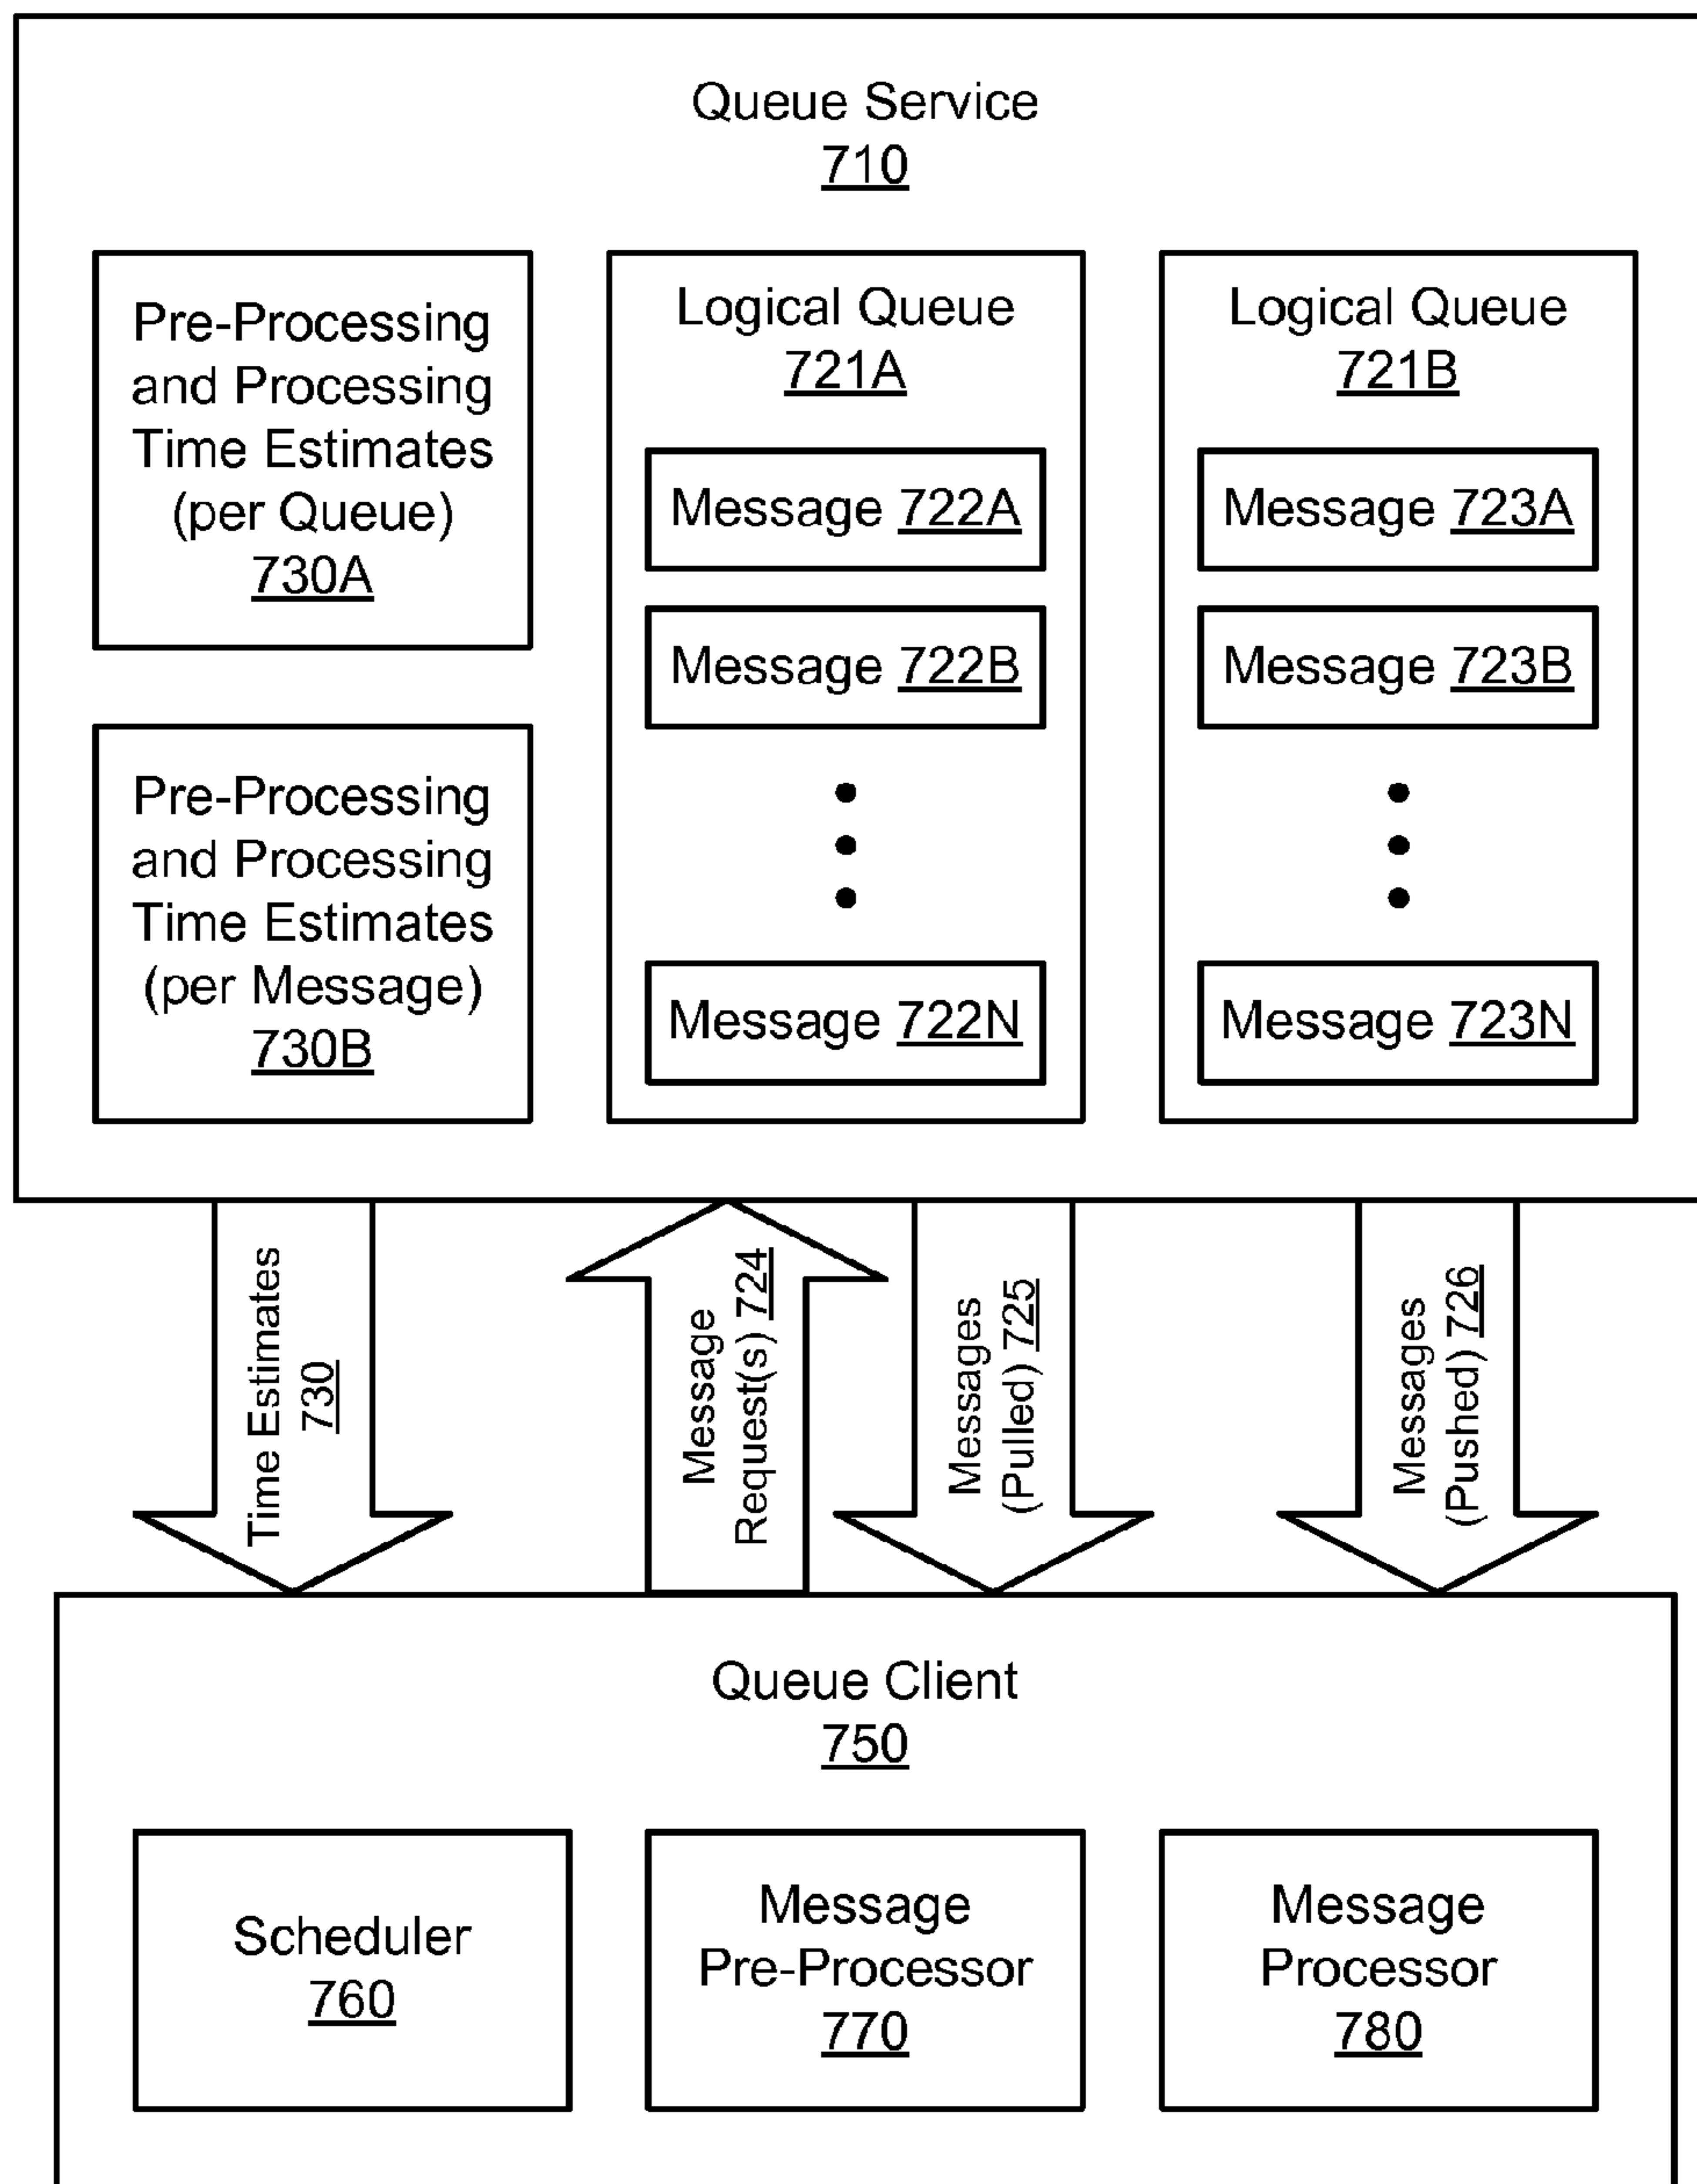 Queue Service
710
Pre-Processing
and Processing
Time Estimates
(per Queue)
730A
Pre-Processing
and Processing
Time Estimates
(per Message)
730B
Logical Queue
721A
Message 722A
Message 722B
Message 722N
Logical Queue
721B
Message 723A
Message 723B
Message 723N
Time Estimates
730
Message
Request(s) 724
Messages
(Pulled) 725
Messages
(Pushed) 726
Queue Client
750
Scheduler
760
Message
Pre-Processor
770
Message
Processor
780